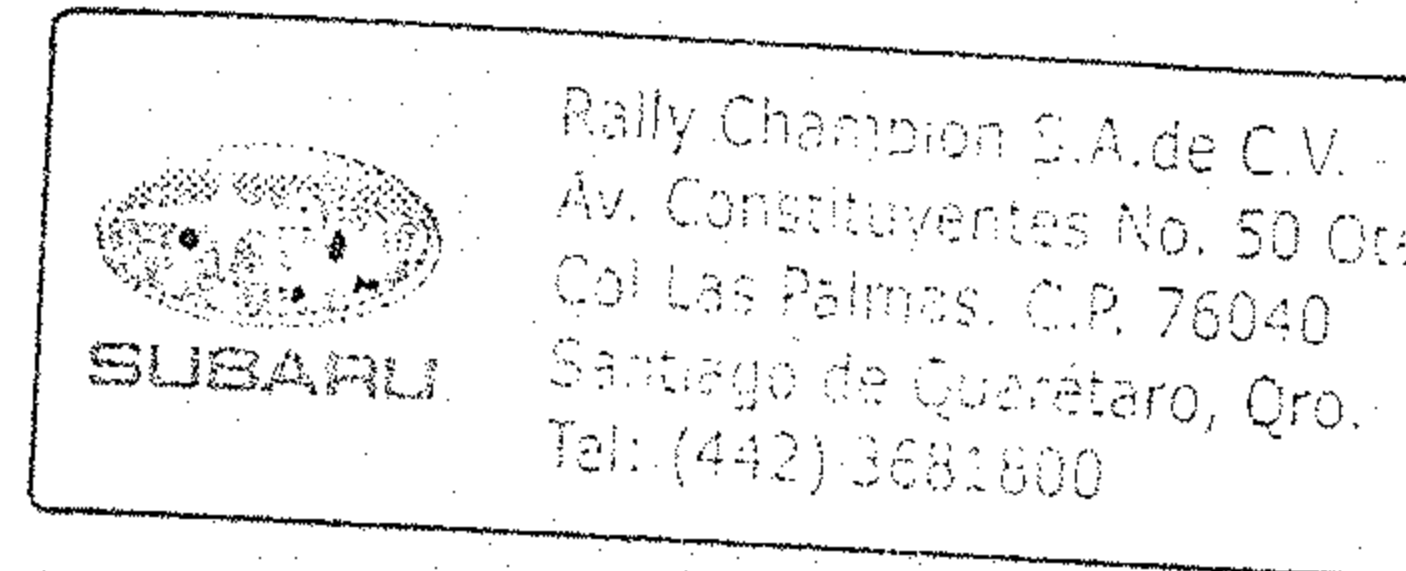 Rally Champion S.A. de C.V.
Av. Constituyentes No. 50 Ote
Col Las Palmas. C.P. 76040
Santiago de Querétaro, Qro.
Tel: (442) 3681800
SUBARU